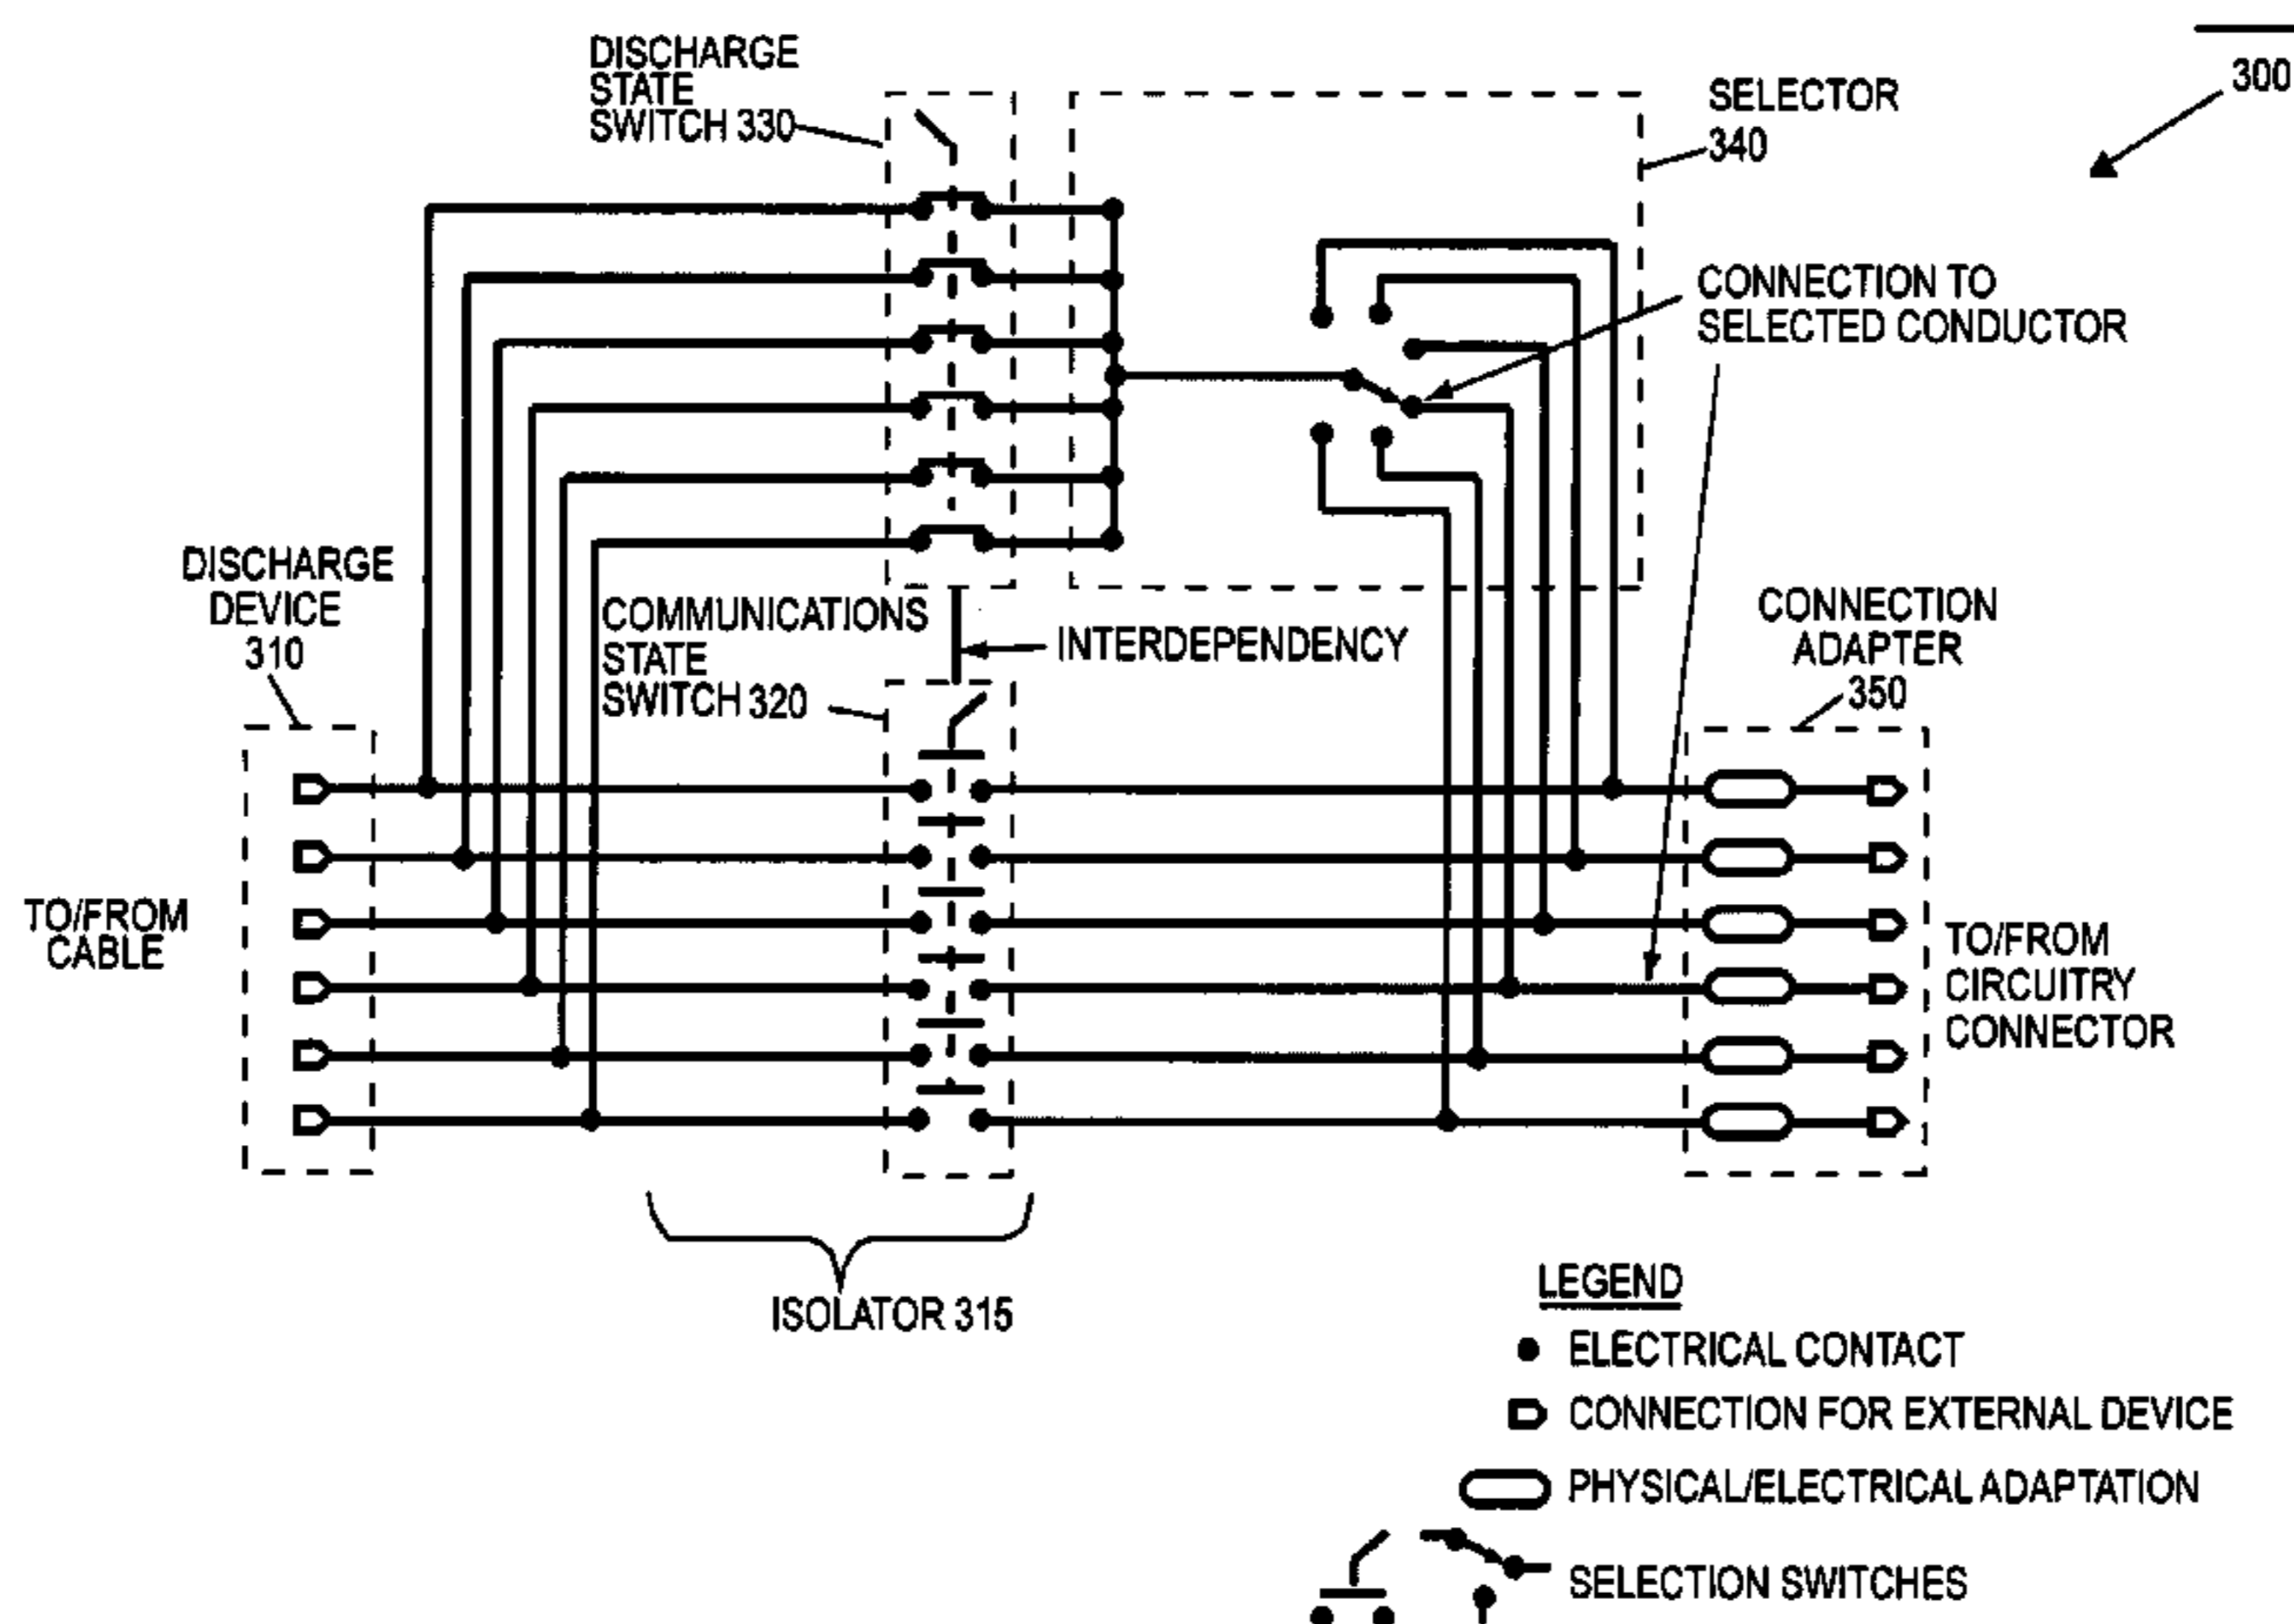 300
DISCHARGE
STATE
SWITCH 330
SELECTOR
340
CONNECTION TO
SELECTED CONDUCTOR
DISCHARGE
DEVICE
310
COMMUNICATIONS
STATE
SWITCH 320
INTERDEPENDENCY
CONNECTION
ADAPTER
350
TO/FROM
CABLE
TO/FROM
CIRCUITRY
CONNECTOR
ISOLATOR 315
LEGEND
ELECTRICAL CONTACT
CONNECTION FOR EXTERNAL DEVICE
PHYSICAL/ELECTRICAL ADAPTATION
SELECTION SWITCHES